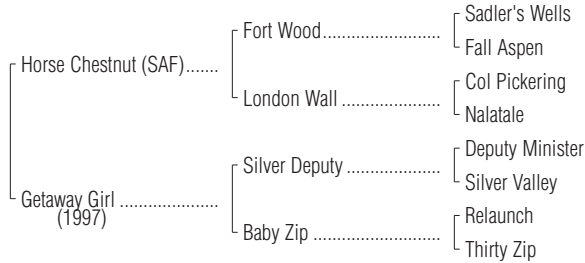 Sadler's Wells
Fort Wood
Fall Aspen
Horse Chestnut (SAF)
Col Pickering
London Wall
Nalatale
Deputy Minister
Silver Deputy
Silver Valley
Getaway Girl
(1997)
Relaunch
Baby Zip
Thirty Zip